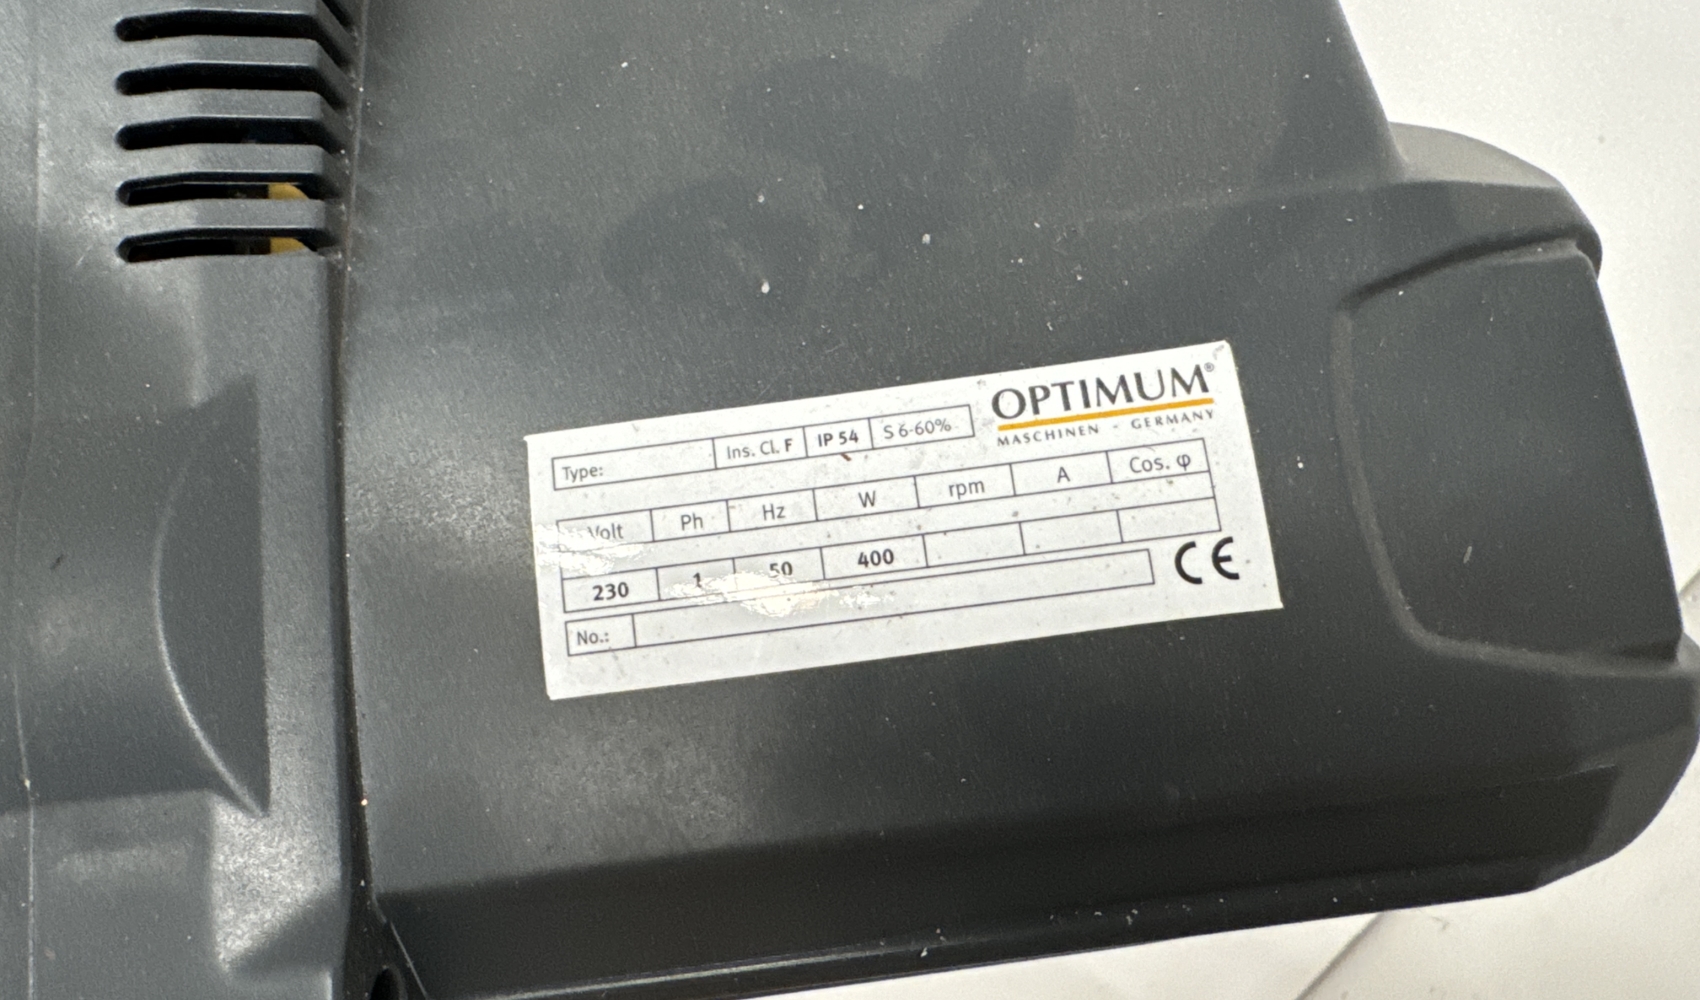 OPTIMUM®
MASCHINEN - GERMANY
Type: Ins. Cl. F IP 54 S 6-60%
Volt Ph Hz W rpm A Cos. φ
230 1 50 400
No.:
CE